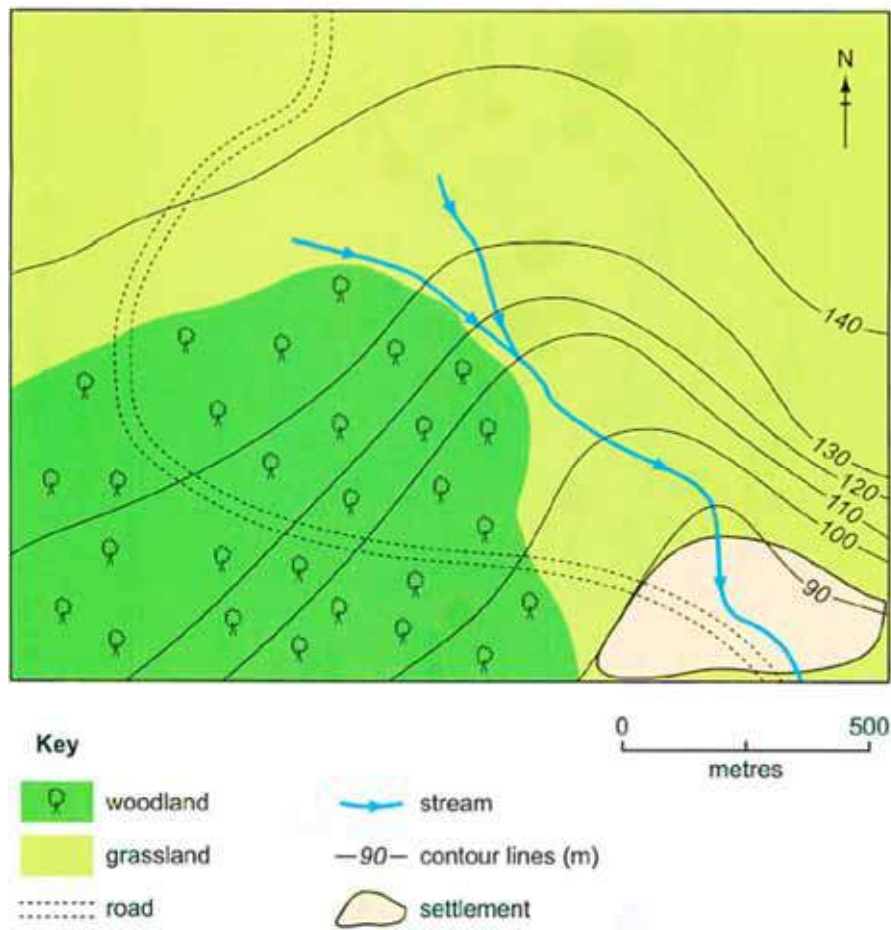 N
140
130
120
110
100
90
0 500
metres
Key
woodland
grassland
road
stream
–90– contour lines (m)
settlement